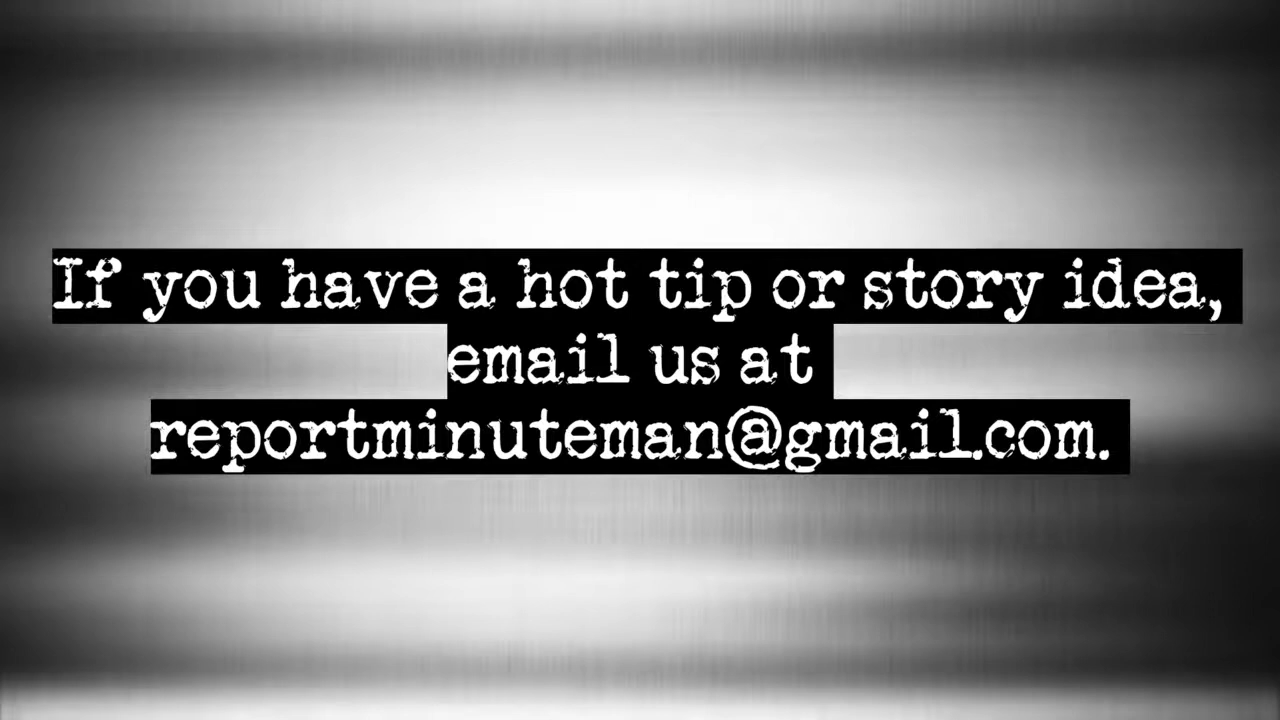 If you have a hot tip or story idea,
email us at
reportminuteman@gmail.com.